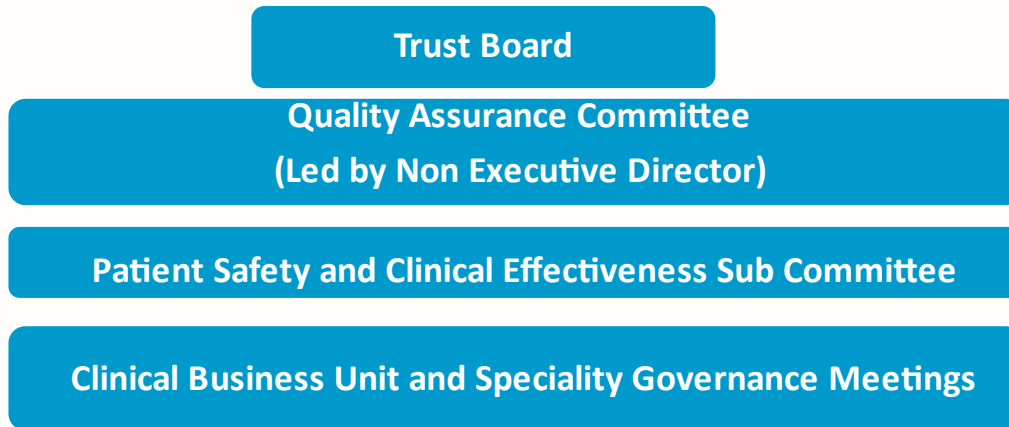 Trust Board
Quality Assurance Committee
(Led by Non Executive Director)
Patient Safety and Clinical Effectiveness Sub Committee
Clinical Business Unit and Speciality Governance Meetings